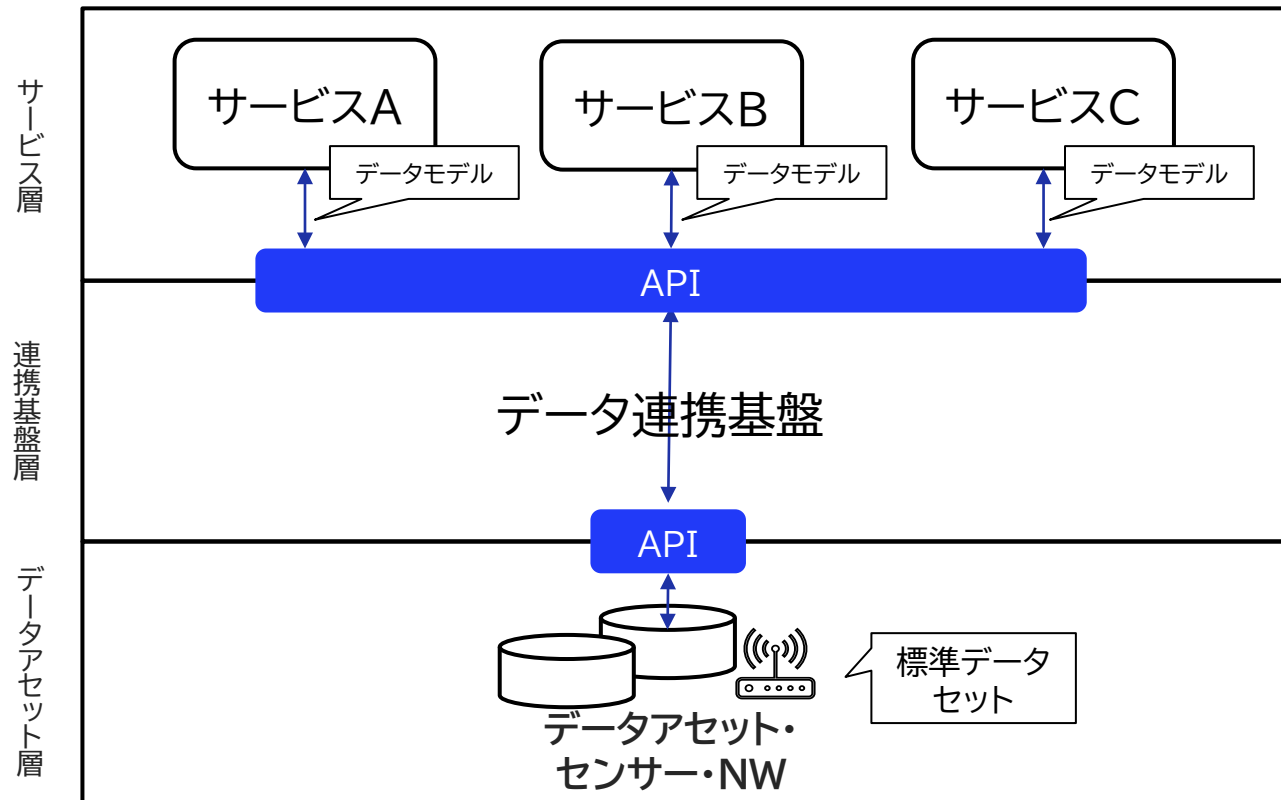 サービス層
サービスA
サービスB
サービスC
データモデル
データモデル
データモデル
API
連携基盤層
データ連携基盤
API
データアセット層
標準データ
セット
データアセット・
センサー・NW